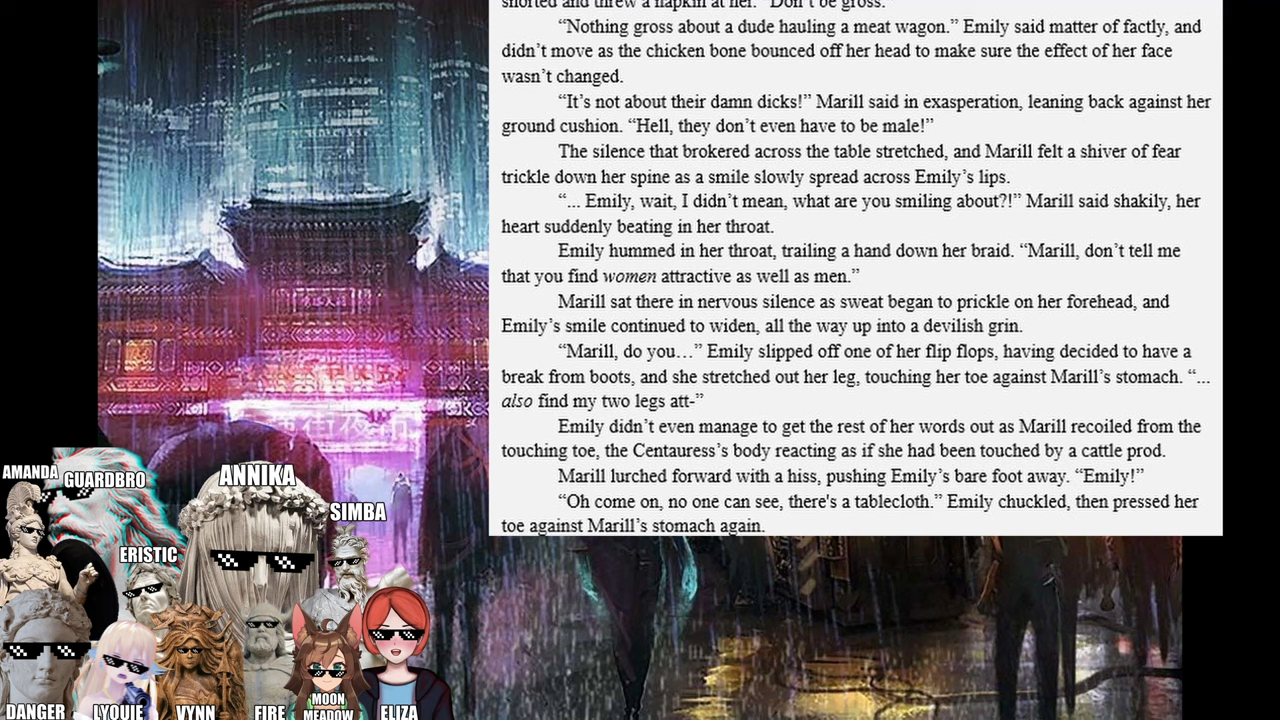 snorted and threw a napkin at her. “Don’t be gross.”
“Nothing gross about a dude hauling a meat wagon.” Emily said matter of factly, and
didn’t move as the chicken bone bounced off her head to make sure the effect of her face
wasn’t changed.
“It’s not about their damn dicks!” Marill said in exasperation, leaning back against her
ground cushion. “Hell, they don’t even have to be male!”
The silence that brokered across the table stretched, and Marill felt a shiver of fear
trickle down her spine as a smile slowly spread across Emily’s lips.
“... Emily, wait, I didn’t mean, what are you smiling about?!” Marill said shakily, her
heart suddenly beating in her throat.
Emily hummed in her throat, trailing a hand down her braid. “Marill, don’t tell me
that you find women attractive as well as men.”
Marill sat there in nervous silence as sweat began to prickle on her forehead, and
Emily’s smile continued to widen, all the way up into a devilish grin.
“Marill, do you…” Emily slipped off one of her flip flops, having decided to have a
break from boots, and she stretched out her leg, touching her toe against Marill’s stomach. “...
also find my two legs att-”
Emily didn’t even manage to get the rest of her words out as Marill recoiled from the
touching toe, the Centauress’s body reacting as if she had been touched by a cattle prod.
Marill lurched forward with a hiss, pushing Emily’s bare foot away. “Emily!”
“Oh come on, no one can see, there's a tablecloth.” Emily chuckled, then pressed her
toe against Marill’s stomach again.
AMANDA
GUARDBRO
ANNIKA
SIMBA
ERISTIC
DANGER
LYQUIE
VYNN
FIRE
MOON
MEADOW
ELIZA